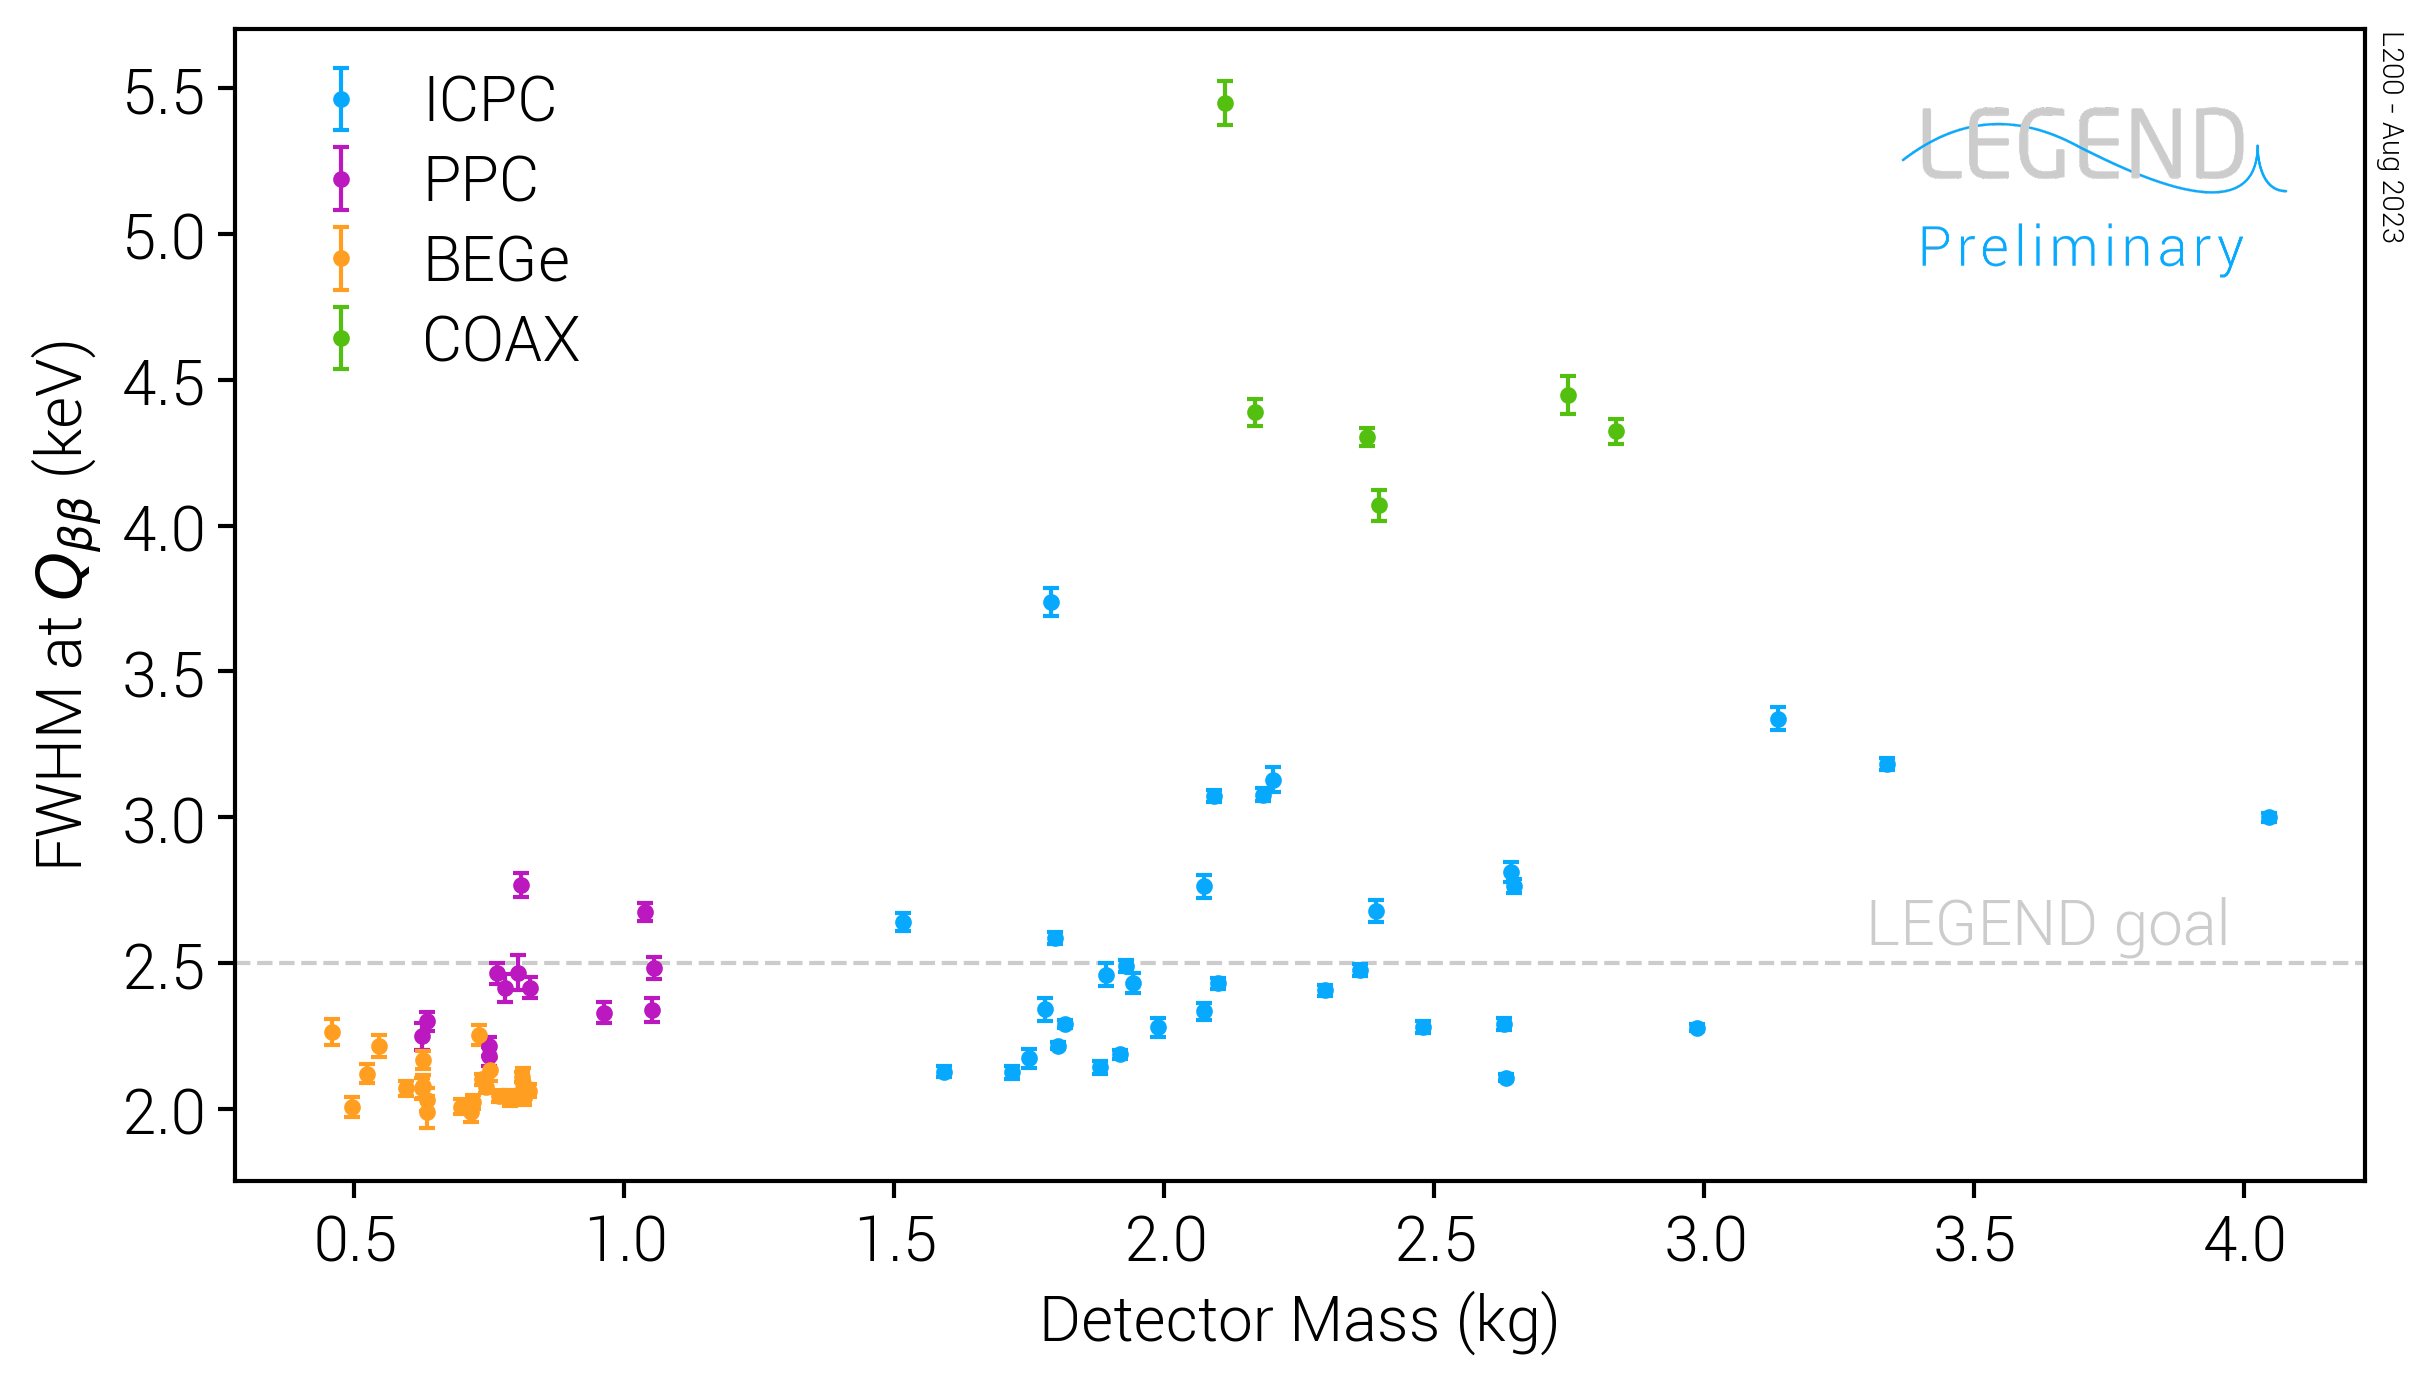 ICPC
PPC
BEGe
COAX
LEGEND
Preliminary
L200 - Aug 2023
5.5
5.0
4.5
4.0
3.5
3.0
2.5
2.0
FWHM at Qββ (keV)
LEGEND goal
0.5 1.0 1.5 2.0 2.5 3.0 3.5 4.0
Detector Mass (kg)